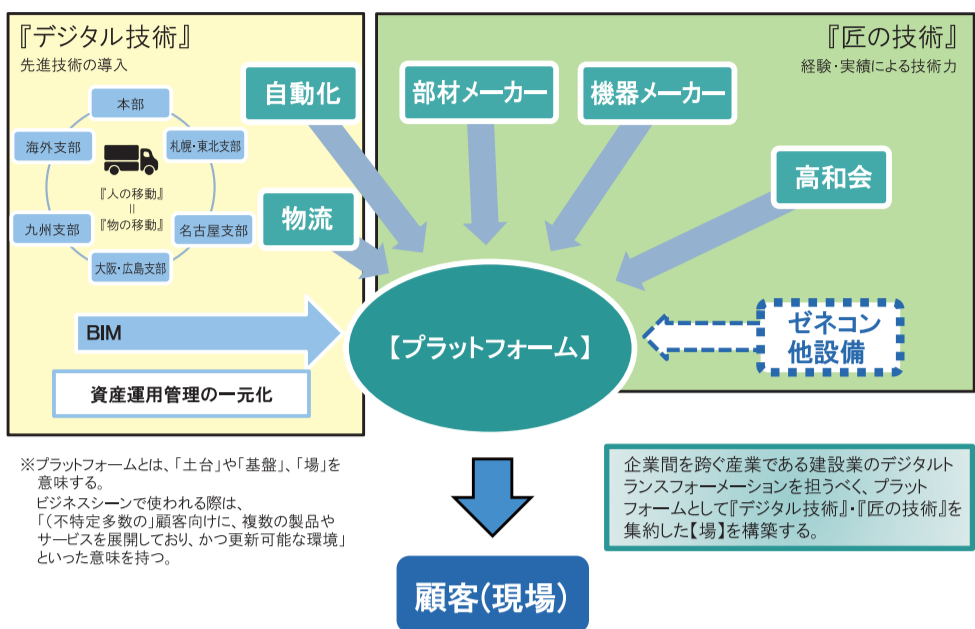 『デジタル技術』
先進技術の導入
本部
海外支部
札幌・東北支部
『人の移動』
=
『物の移動』
九州支部
名古屋支部
大阪・広島支部
自動化
物流
BIM
資産運用管理の一元化
『匠の技術』
経験・実績による技術力
部材メーカー
機器メーカー
高和会
ゼネコン
他設備
【プラットフォーム】
※プラットフォームとは、「土台」や「基盤」、「場」を
意味する。
ビジネスシーンで使われる際は、
「(不特定多数の」顧客向けに、複数の製品や
サービスを展開しており、かつ更新可能な環境」
といった意味を持つ。
企業間を跨ぐ産業である建設業のデジタルト
ランスフォーメーションを担うべく、プラット
フォームとして『デジタル技術』・『匠の技術』を
集約した【場】を構築する。
顧客(現場)